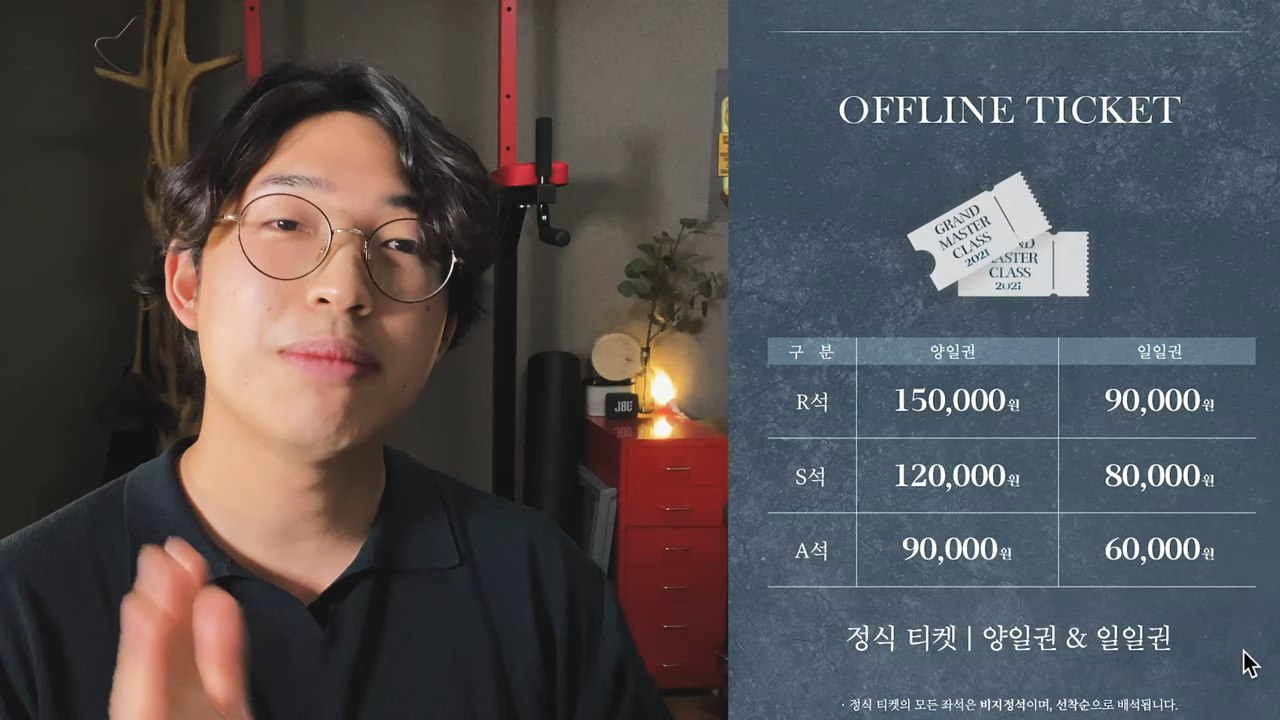 OFFLINE TICKET
GRAND
MASTER
CLASS
2021
MASTER
CLASS
2021
구 분 양일권 일일권
R석 150,000원 90,000원
S석 120,000원 80,000원
A석 90,000원 60,000원
정식 티켓 | 양일권 & 일일권
· 정식 티켓의 모든 좌석은 비지정석이며, 선착순으로 배석됩니다.